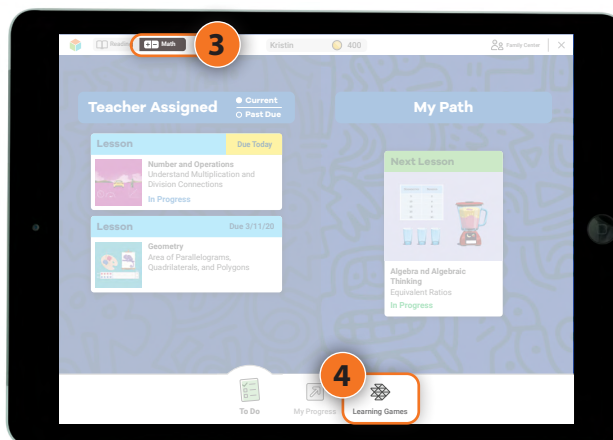 Reading
Math
3
Kristin
400
Family Center
Teacher Assigned
Current
Past Due
My Path
Lesson
Due Today
Number and Operations
Understand Multiplication and
Division Connections
In Progress
Lesson
Due 3/11/20
Geometry
Area of Parallelograms,
Quadrilaterals, and Polygons
Next Lesson
Algebra nd Algebraic
Thinking
Equivalent Ratios
In Progress
To Do
My Progress
4
Learning Games